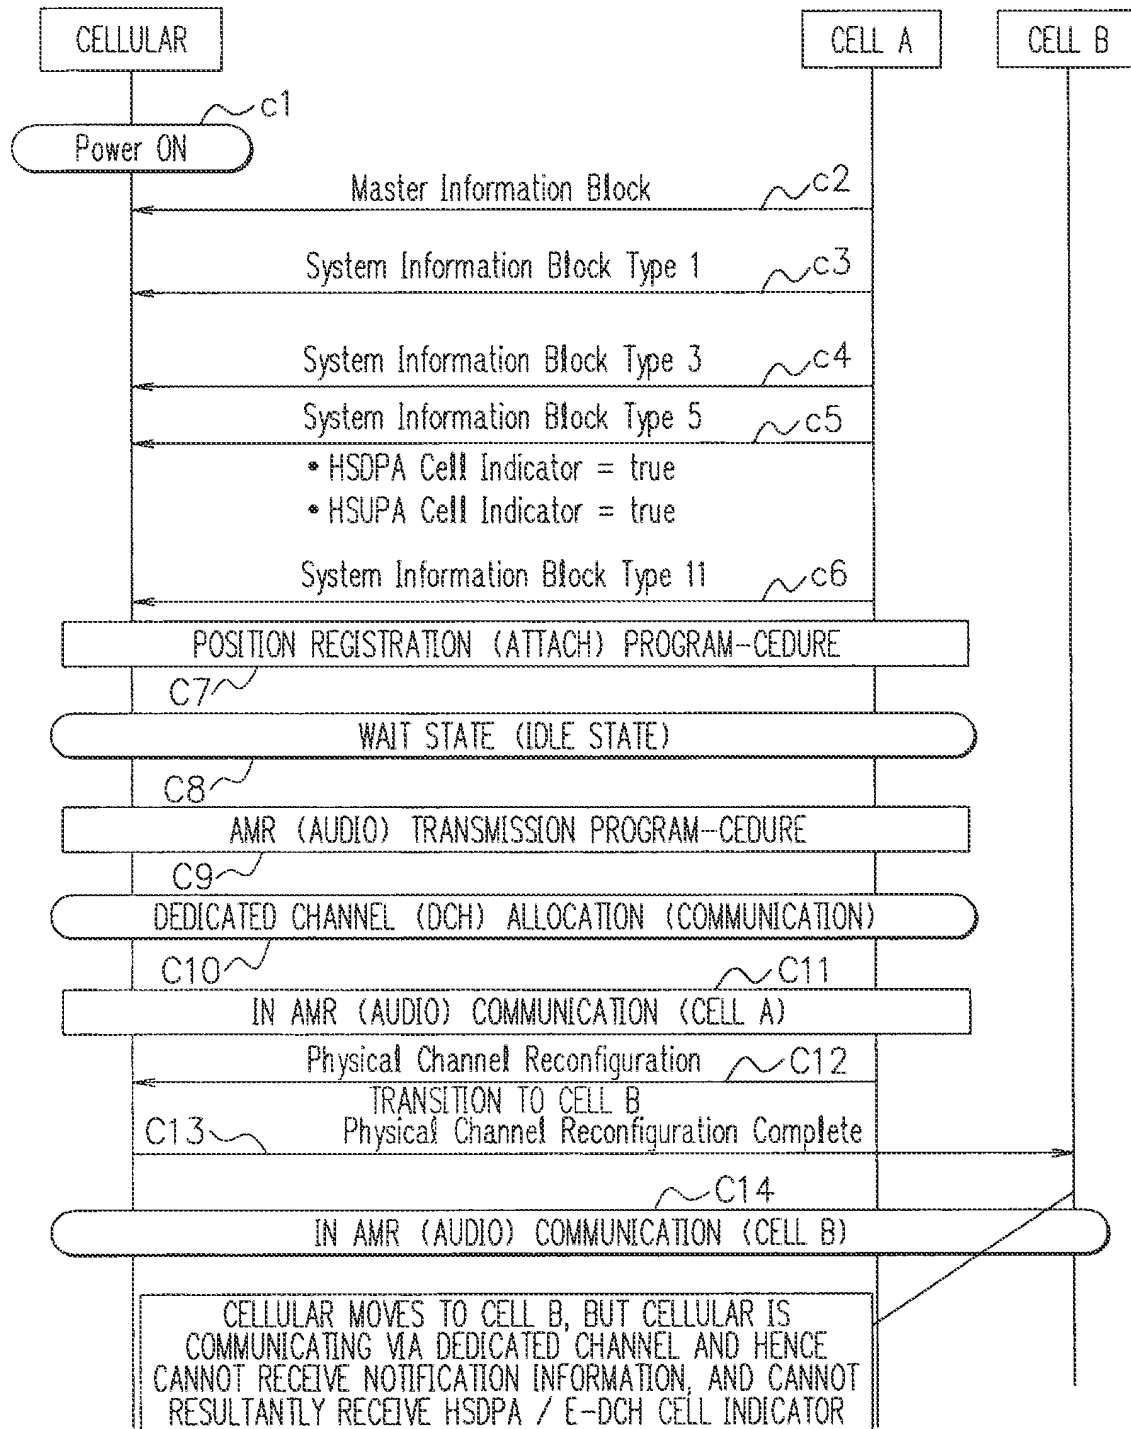 CELLULAR
CELL A
CELL B
c1
Power ON
Master Information Block
c2
System Information Block Type 1
c3
System Information Block Type 3
c4
System Information Block Type 5
c5
• HSDPA Cell Indicator = true
• HSUPA Cell Indicator = true
System Information Block Type 11
c6
POSITION REGISTRATION (ATTACH) PROGRAM-CEDURE
C7
WAIT STATE (IDLE STATE)
C8
AMR (AUDIO) TRANSMISSION PROGRAM-CEDURE
C9
DEDICATED CHANNEL (DCH) ALLOCATION (COMMUNICATION)
C10
C11
IN AMR (AUDIO) COMMUNICATION (CELL A)
Physical Channel Reconfiguration
C12
TRANSITION TO CELL B
C13
Physical Channel Reconfiguration Complete
C14
IN AMR (AUDIO) COMMUNICATION (CELL B)
CELLULAR MOVES TO CELL B, BUT CELLULAR IS
COMMUNICATING VIA DEDICATED CHANNEL AND HENCE
CANNOT RECEIVE NOTIFICATION INFORMATION, AND CANNOT
RESULTANTLY RECEIVE HSDPA / E-DCH CELL INDICATOR